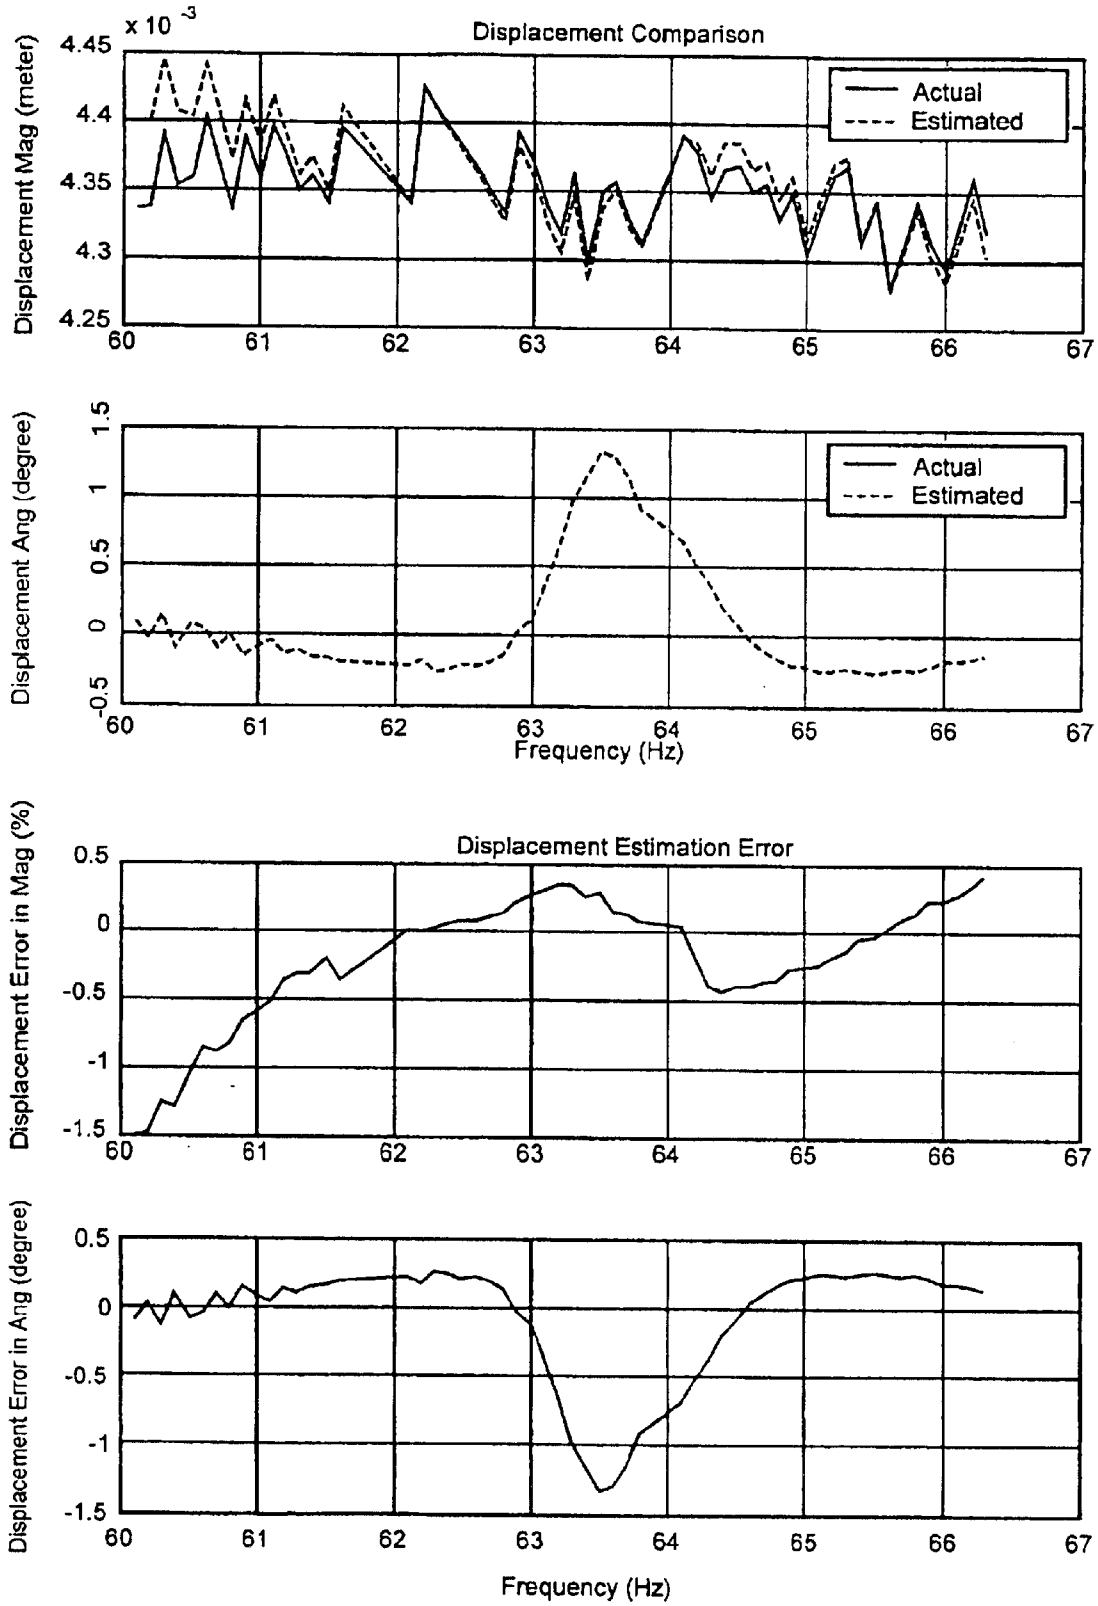 x 10 -3
Displacement Comparison
Displacement Mag (meter)
4.45
4.4
4.35
4.3
4.25
Actual
Estimated
60 61 62 63 64 65 66 67
Displacement Ang (degree)
1.5
1
0.5
0
-0.5
Actual
Estimated
60 61 62 63 64 65 66 67
Frequency (Hz)
Displacement Estimation Error
Displacement Error in Mag (%)
0.5
0
-0.5
-1
-1.5
60 61 62 63 64 65 66 67
Displacement Error in Ang (degree)
0.5
0
-0.5
-1
-1.5
60 61 62 63 64 65 66 67
Frequency (Hz)